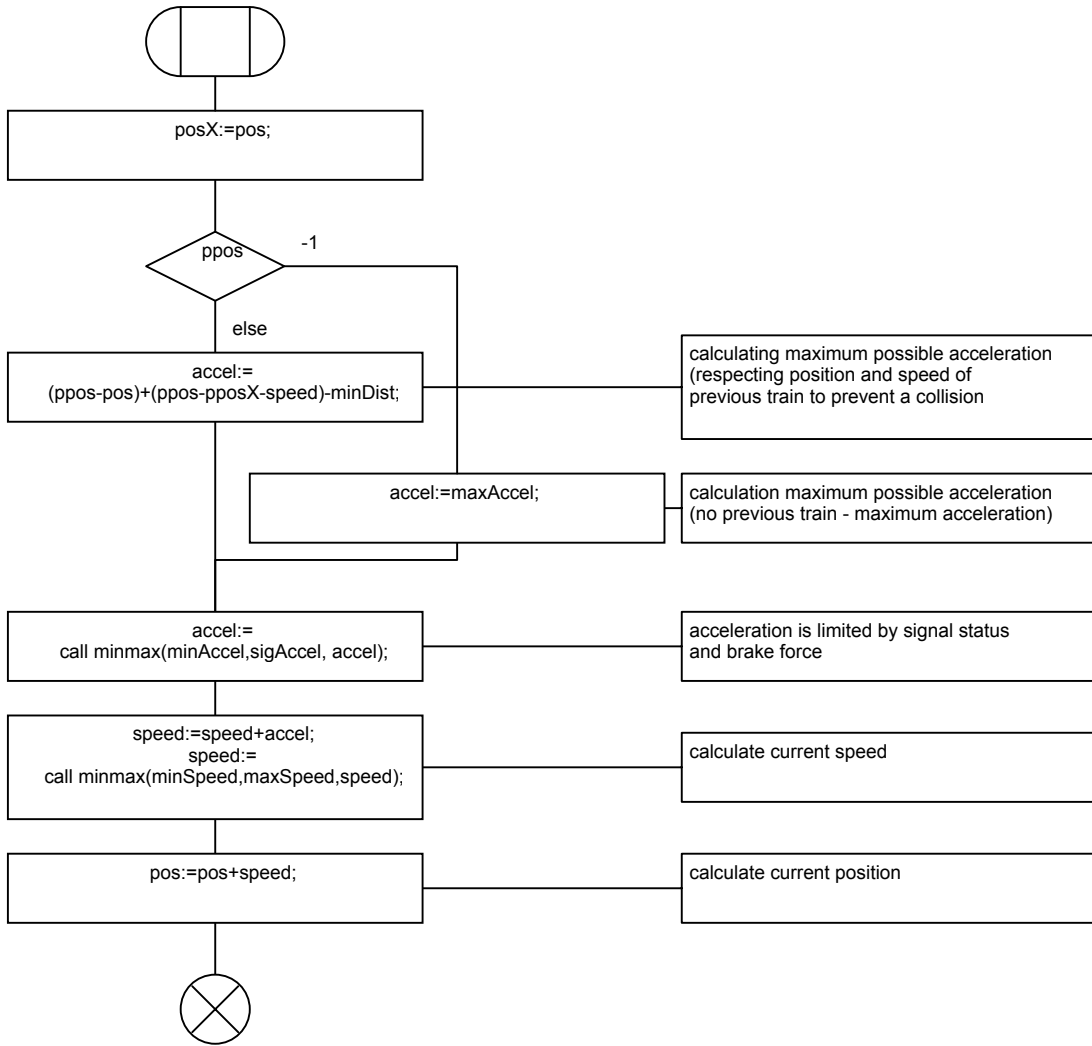 posX:=pos;
ppos
-1
else
accel:=
(ppos-pos)+(ppos-pposX-speed)-minDist;
calculating maximum possible acceleration
(respecting position and speed of
previous train to prevent a collision
accel:=maxAccel;
calculation maximum possible acceleration
(no previous train - maximum acceleration)
accel:=
call minmax(minAccel,sigAccel, accel);
acceleration is limited by signal status
and brake force
speed:=speed+accel;
speed:=
call minmax(minSpeed,maxSpeed,speed);
calculate current speed
pos:=pos+speed;
calculate current position